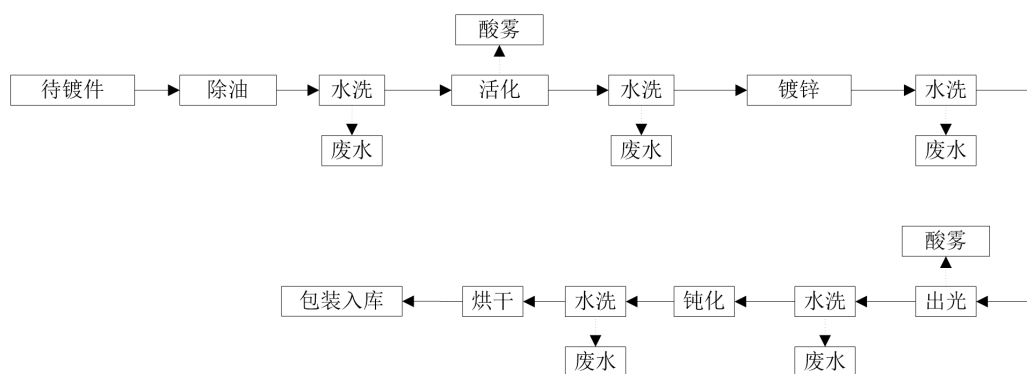 酸雾
待镀件 除油 水洗 活化 水洗 镀锌 水洗
废水 废水 废水
酸雾
包装入库 烘干 水洗 钝化 水洗 出光
废水 废水